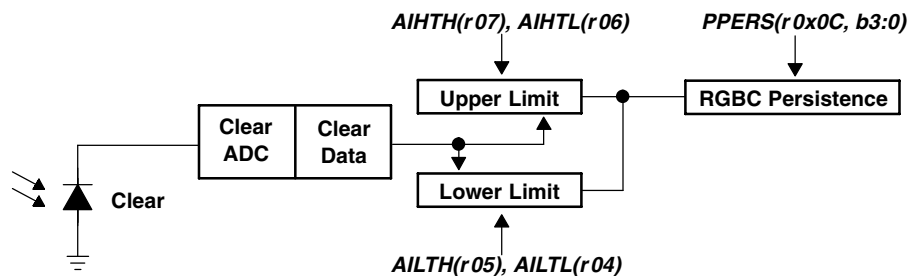 AIHTH(r07), AIHTL(r06)
PPERS(r0x0C, b3:0)
Upper Limit
RGBC Persistence
Clear
ADC
Clear
Data
Lower Limit
Clear
AILTH(r05), AILTL(r04)